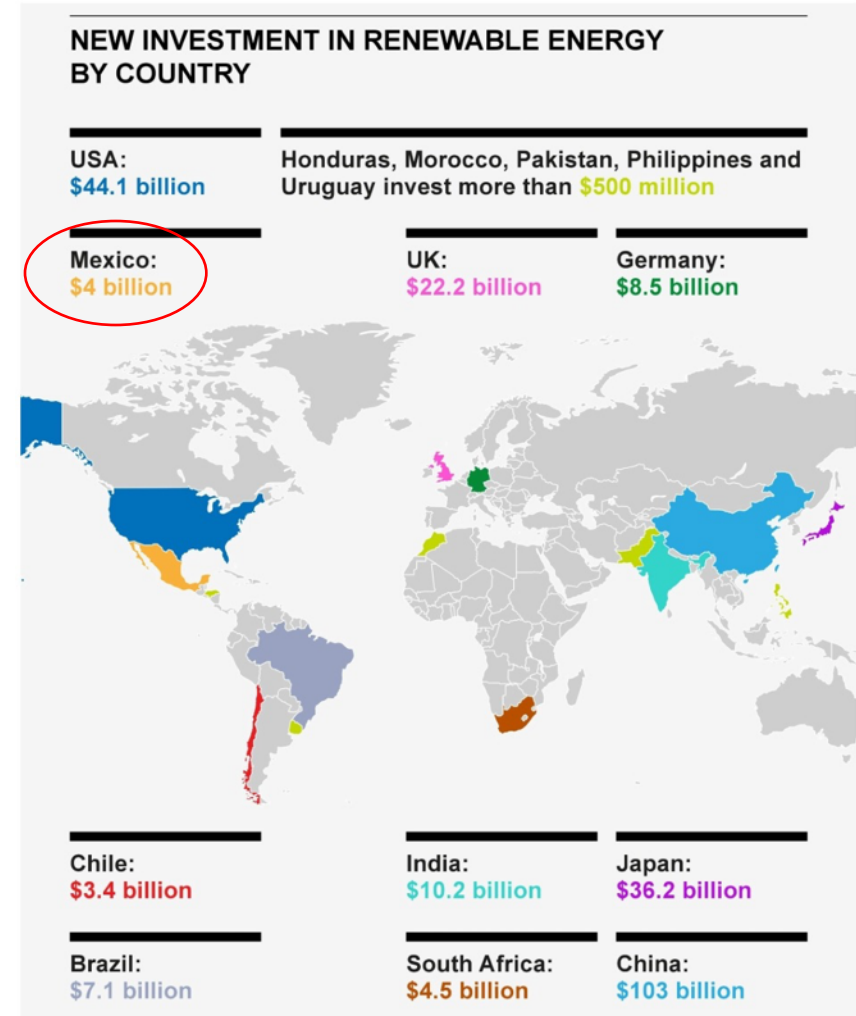 NEW INVESTMENT IN RENEWABLE ENERGY
BY COUNTRY
USA:
$44.1 billion
Honduras, Morocco, Pakistan, Philippines and
Uruguay invest more than $500 million
Mexico:
$4 billion
UK:
$22.2 billion
Germany:
$8.5 billion
Chile:
$3.4 billion
India:
$10.2 billion
Japan:
$36.2 billion
Brazil:
$7.1 billion
South Africa:
$4.5 billion
China:
$103 billion